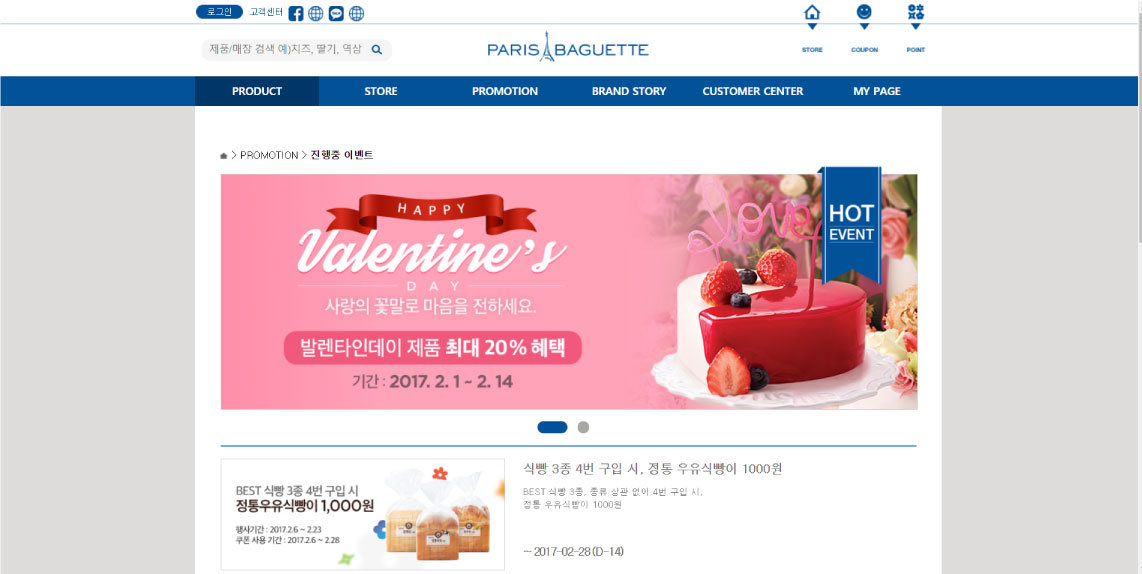 로그인 고객센터
STORE COUPON POINT
제품/매장 검색 예)치즈, 딸기, 역삼
PARIS BAGUETTE
PRODUCT STORE PROMOTION BRAND STORY CUSTOMER CENTER MY PAGE
> PROMOTION > 진행중 이벤트
HAPPY
Valentine's
DAY
사랑의 꽃말로 마음을 전하세요.
발렌타인데이 제품 최대 20% 혜택
기간 : 2017. 2. 1 ~ 2. 14
love
HOT
EVENT
BEST 식빵 3종 4번 구입 시
정통우유식빵이 1,000원
행사기간 : 2017.2.6 ~ 2.23
쿠폰 사용 기간 : 2017.2.6 ~ 2.28
식빵 3종 4번 구입 시, 정통 우유식빵이 1000원
BEST 식빵 3종, 종류 상관 없이 4번 구입 시,
정통 우유식빵이 1000원
~ 2017-02-28(D-14)